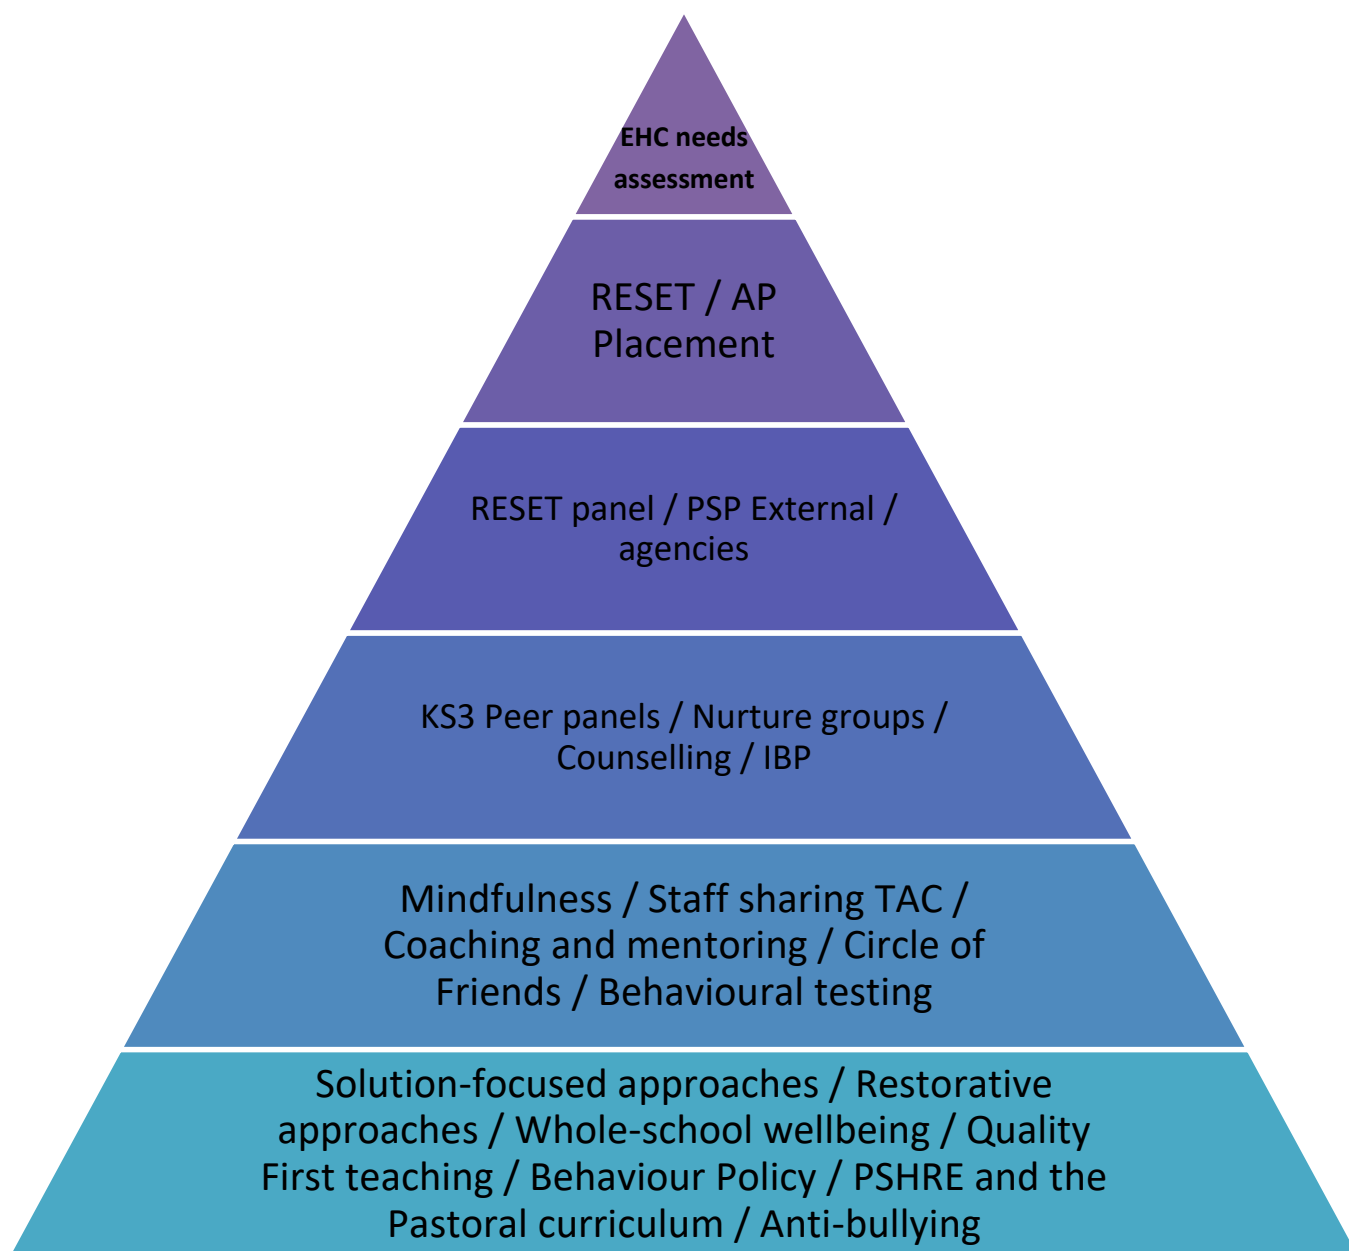 EHC needs
assessment
RESET / AP
Placement
RESET panel / PSP External /
agencies
KS3 Peer panels / Nurture groups /
Counselling / IBP
Mindfulness / Staff sharing TAC /
Coaching and mentoring / Circle of
Friends / Behavioural testing
Solution-focused approaches / Restorative
approaches / Whole-school wellbeing / Quality
First teaching / Behaviour Policy / PSHRE and the
Pastoral curriculum / Anti-bullying